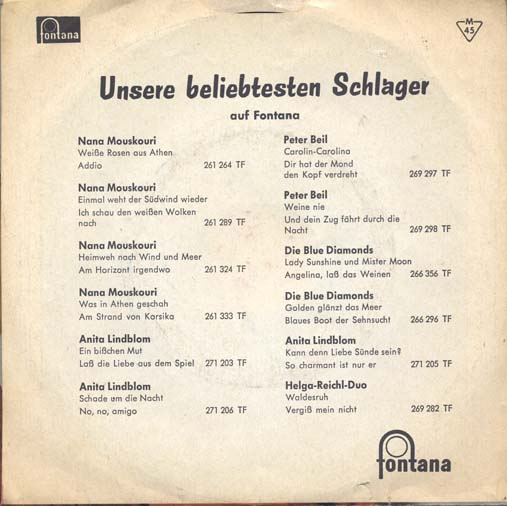 fontana
M
45
Unsere beliebtesten Schlager
auf Fontana
Nana Mouskouri
Weiße Rosen aus Athen
Addio 261 264 TF
Nana Mouskouri
Einmal weht der Südwind wieder
Ich schau den weißen Wolken
nach 261 289 TF
Nana Mouskouri
Heimweh nach Wind und Meer
Am Horizont irgendwo 261 324 TF
Nana Mouskouri
Was in Athen geschah
Am Strand von Korsika 261 333 TF
Anita Lindblom
Ein bißchen Mut
Laß die Liebe aus dem Spiel 271 203 TF
Anita Lindblom
Schade um die Nacht
No, no, amigo 271 206 TF
Peter Beil
Carolin-Carolina
Dir hat der Mond
den Kopf verdreht 269 297 TF
Peter Beil
Weine nie
Und dein Zug fährt durch die
Nacht 269 298 TF
Die Blue Diamonds
Lady Sunshine und Mister Moon
Angelina, laß das Weinen 266 356 TF
Die Blue Diamonds
Golden glänzt das Meer
Blaues Boot der Sehnsucht 266 296 TF
Anita Lindblom
Kann denn Liebe Sünde sein?
So charmant ist nur er 271 205 TF
Helga-Reichl-Duo
Waldesruh
Vergiß mein nicht 269 282 TF
fontana